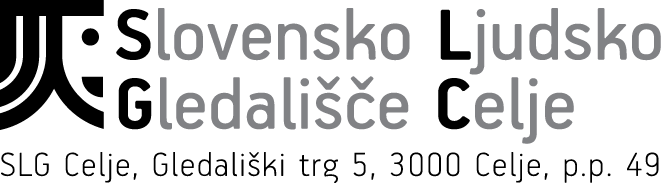 Slovensko Ljudsko
Gledališče Celje
SLG Celje, Gledališki trg 5, 3000 Celje, p.p. 49